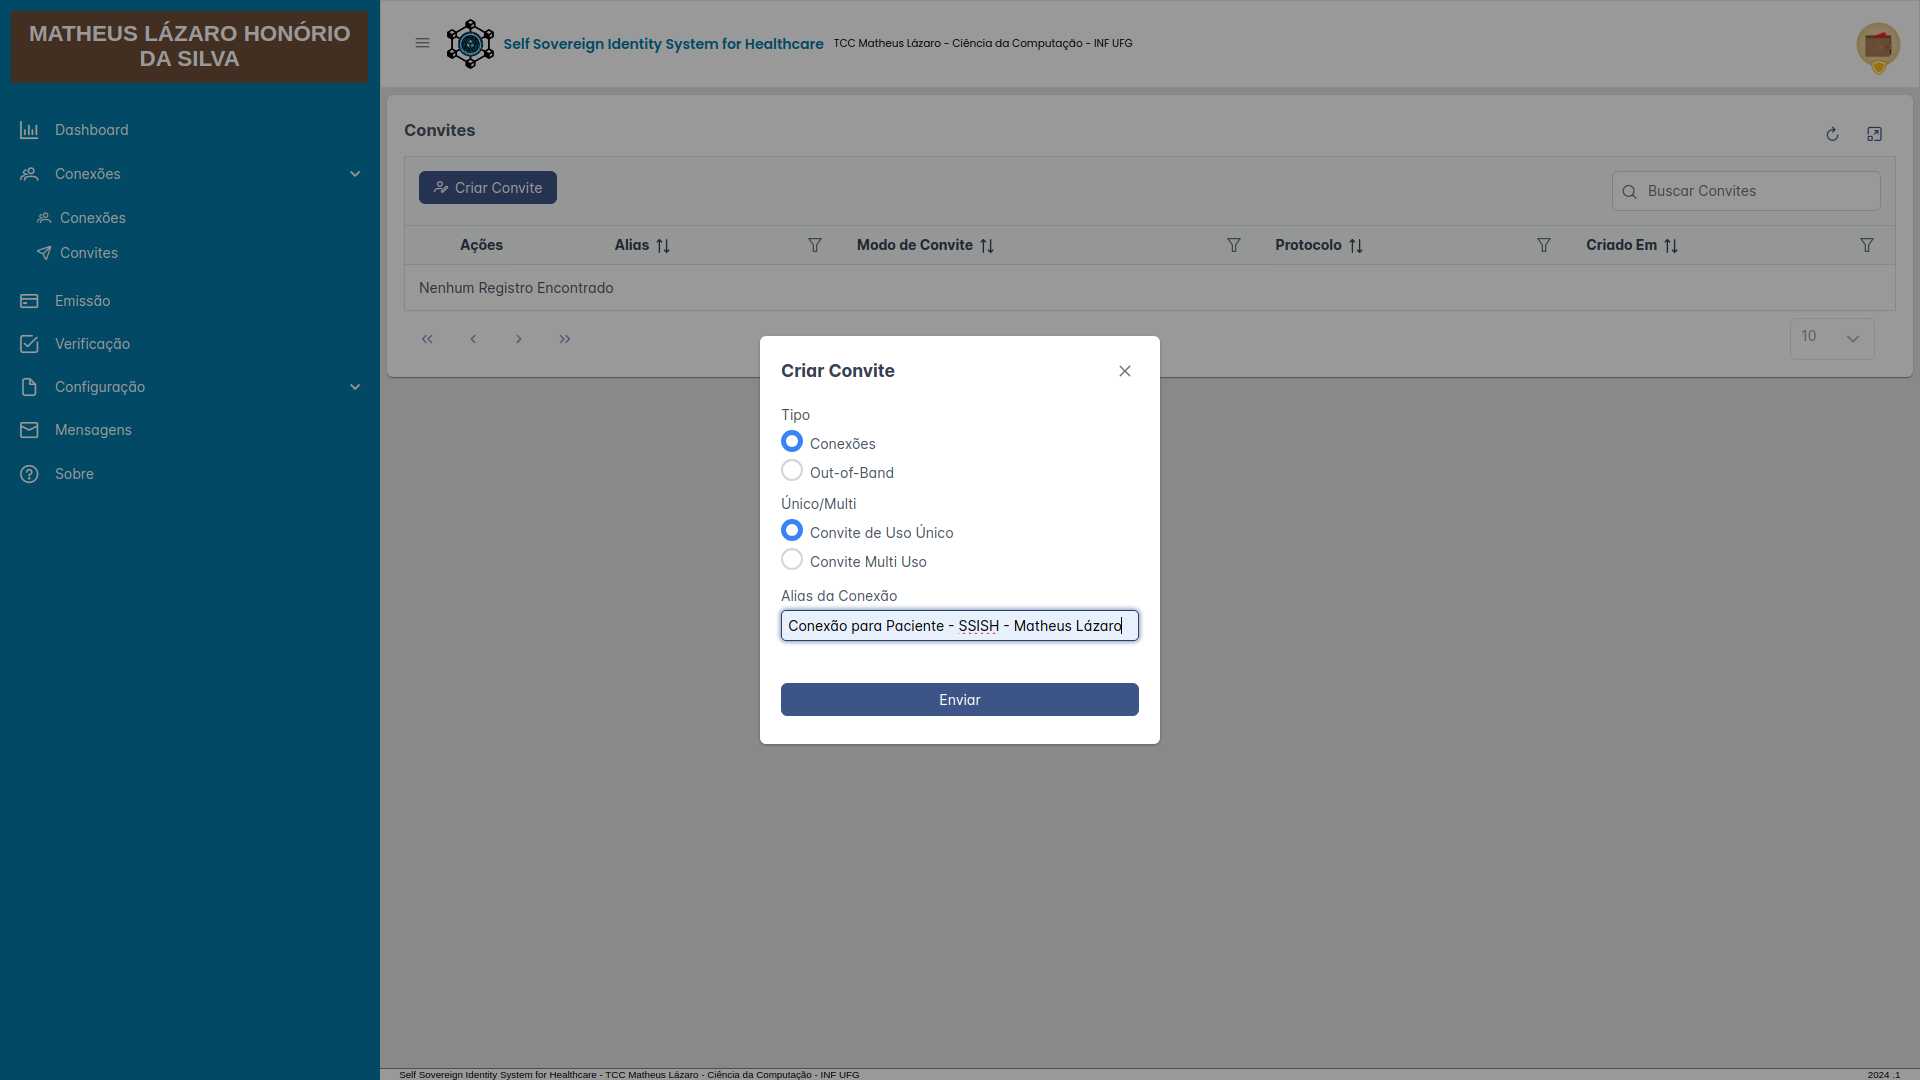 MATHEUS LÁZARO HONÓRIO
DA SILVA
Dashboard
Conexões
Conexões
Convites
Emissão
Verificação
Configuração
Mensagens
Sobre
Self Sovereign Identity System for Healthcare TCC Matheus Lázaro - Ciência da Computação - INF UFG
Convites
Criar Convite
Buscar Convites
Ações Alias Modo de Convite Protocolo Criado Em
Nenhum Registro Encontrado
10
Criar Convite
Tipo
Conexões
Out-of-Band
Único/Multi
Convite de Uso Único
Convite Multi Uso
Alias da Conexão
Conexão para Paciente - SSISH - Matheus Lázaro
Enviar
Self Sovereign Identity System for Healthcare - TCC Matheus Lázaro - Ciência da Computação - INF UFG
2024 .1